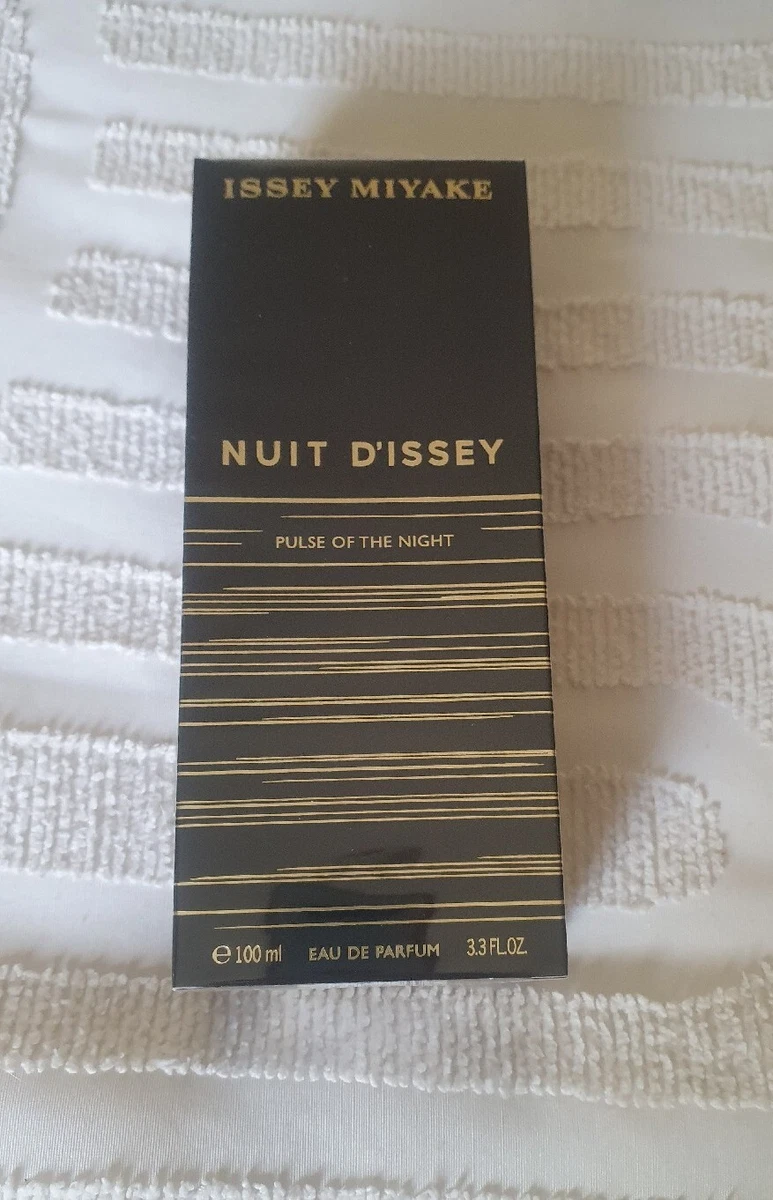 ISSEY MIYAKE
NUIT D'ISSEY
PULSE OF THE NIGHT
℮ 100 ml EAU DE PARFUM 3.3 FL.OZ.